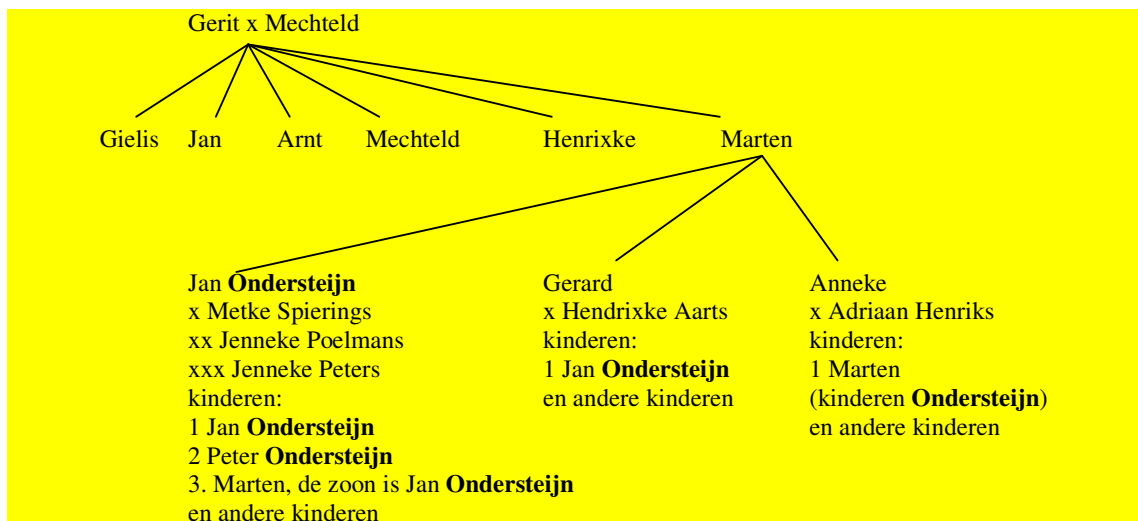 Gerit x Mechteld
Gielis Jan Arnt Mechteld Henrixke Marten
Jan Ondersteijn
x Metke Spierings
xx Jenneke Poelmans
xxx Jenneke Peters
kinderen:
1 Jan Ondersteijn
2 Peter Ondersteijn
3. Marten, de zoon is Jan Ondersteijn
en andere kinderen
Gerard
x Hendrixke Aarts
kinderen:
1 Jan Ondersteijn
en andere kinderen
Anneke
x Adriaan Henriks
kinderen:
1 Marten
(kinderen Ondersteijn)
en andere kinderen